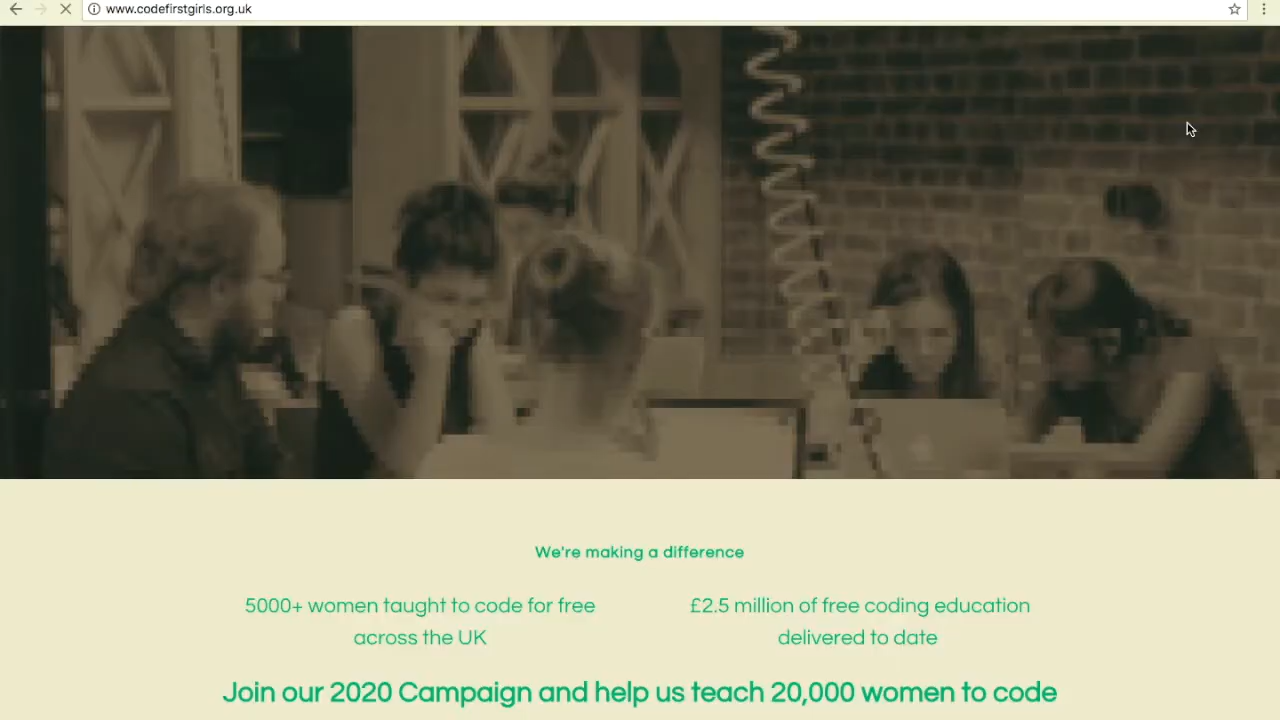 www.codefirstgirls.org.uk
We're making a difference
5000+ women taught to code for free
across the UK
£2.5 million of free coding education
delivered to date
Join our 2020 Campaign and help us teach 20,000 women to code